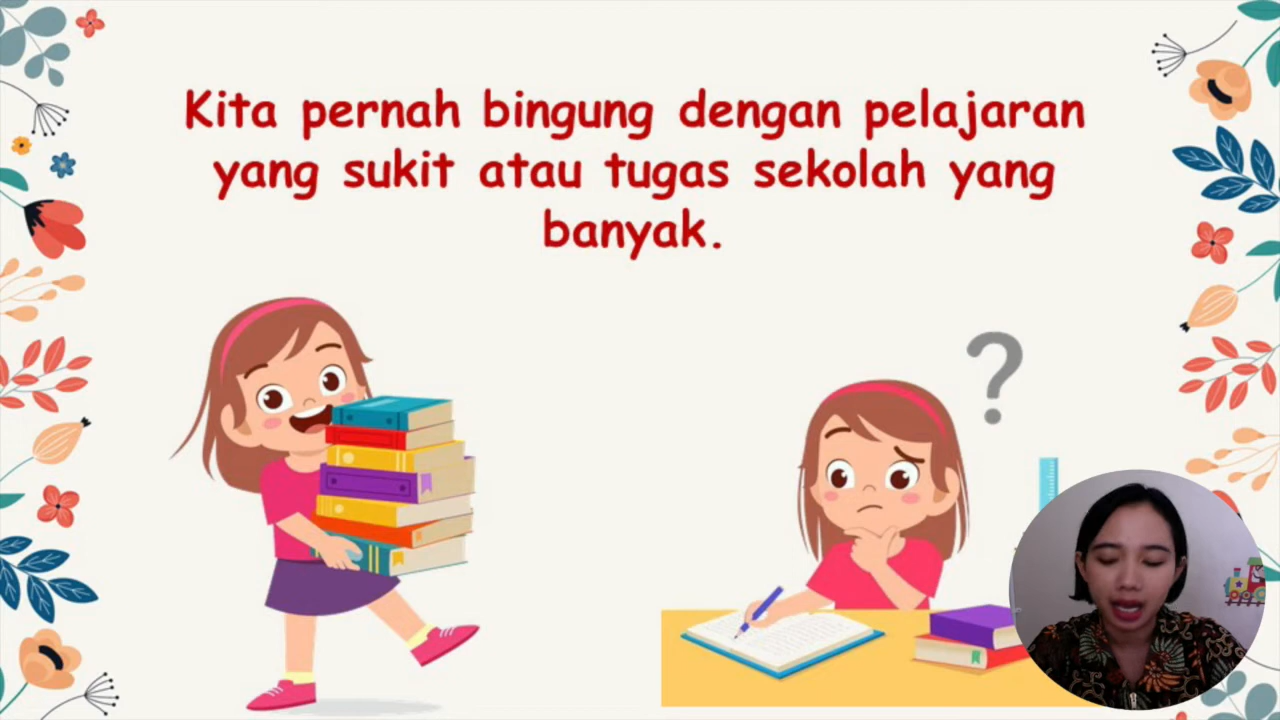 Kita pernah bingung dengan pelajaran
yang sukit atau tugas sekolah yang
banyak.
?